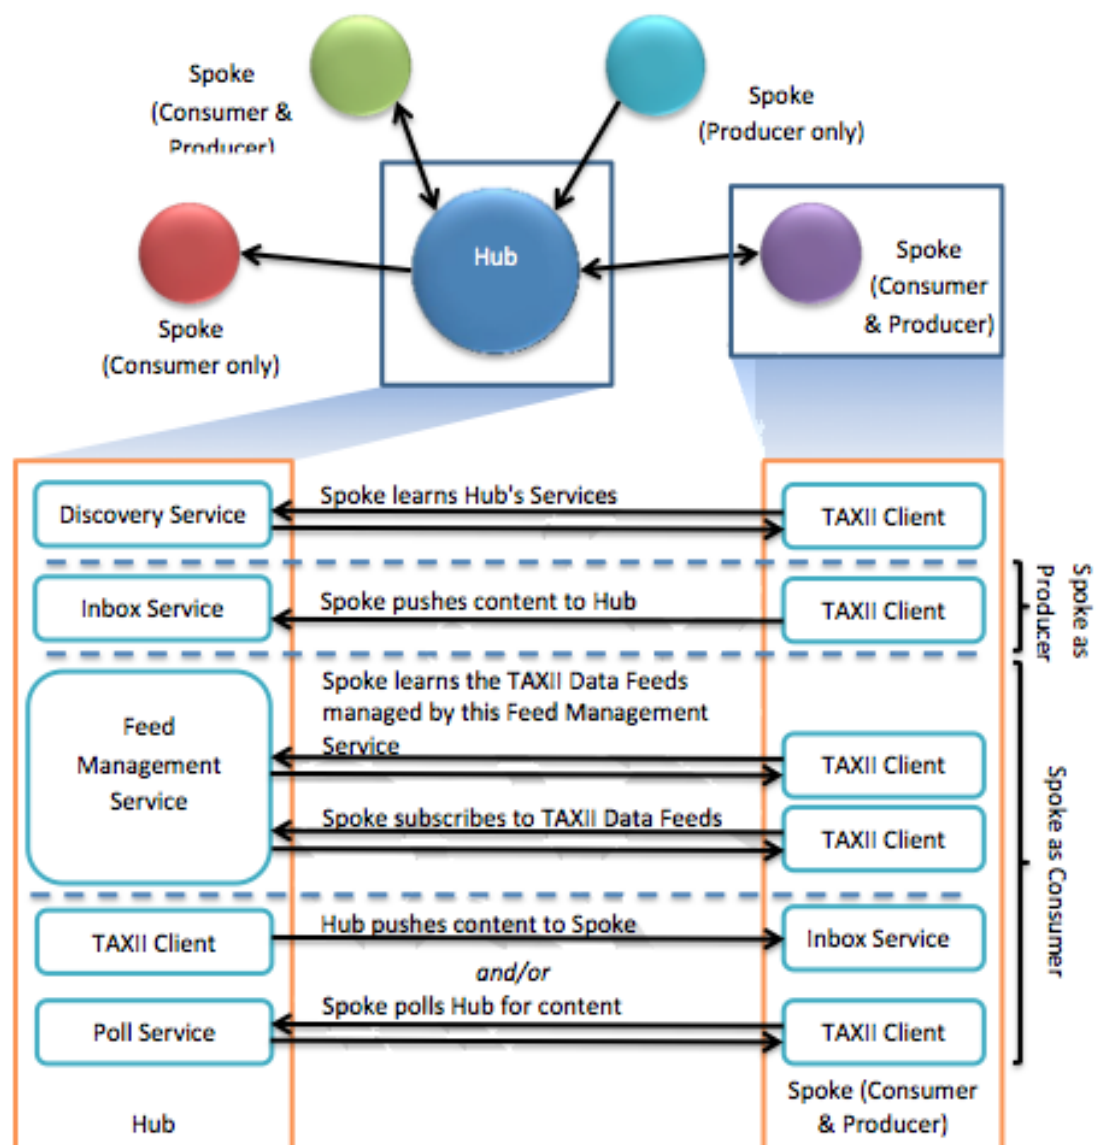 Spoke
(Consumer &
Producer)
Spoke
(Producer only)
Hub
Spoke
(Consumer
& Producer)
Spoke
(Consumer only)
Discovery Service
Spoke learns Hub's Services
TAXII Client
Inbox Service
Spoke pushes content to Hub
TAXII Client
Spoke as
Producer
Feed
Management
Service
Spoke learns the TAXII Data Feeds
managed by this Feed Management
Service
TAXII Client
Spoke subscribes to TAXII Data Feeds
TAXII Client
Spoke as Consumer
TAXII Client
Hub pushes content to Spoke
Inbox Service
and/or
Poll Service
Spoke polls Hub for content
TAXII Client
Hub
Spoke (Consumer
& Producer)